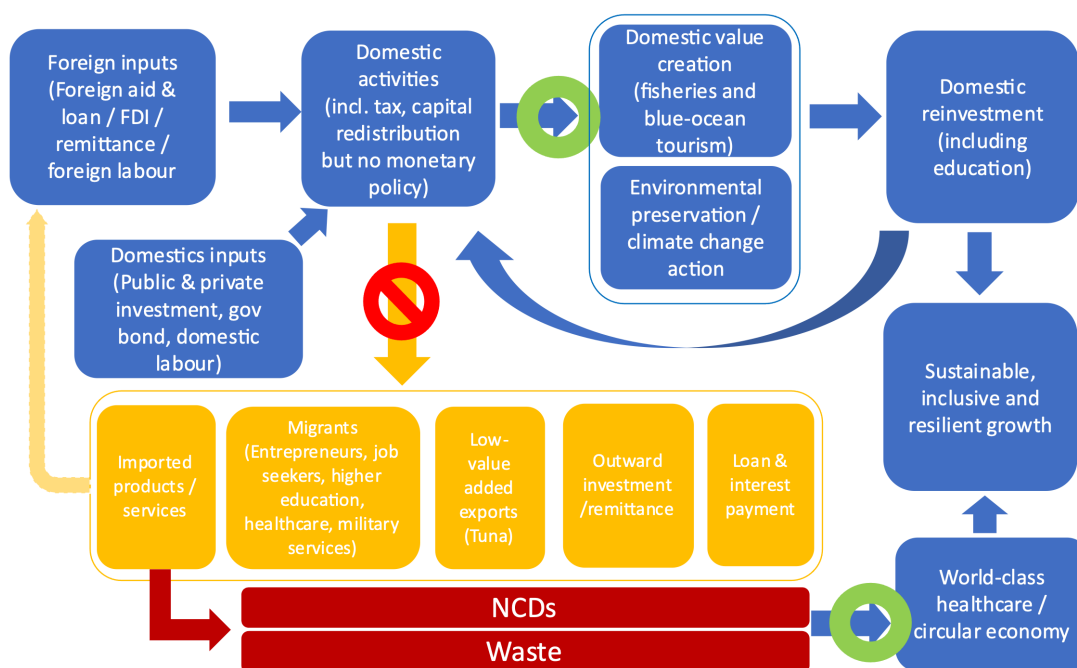 Foreign inputs
(Foreign aid &
loan / FDI /
remittance /
foreign labour
Domestic
activities
(incl. tax, capital
redistribution
but no monetary
policy)
Domestic value
creation
(fisheries and
blue-ocean
tourism)
Environmental
preservation /
climate change
action
Domestic
reinvestment
(including
education)
Domestics inputs
(Public & private
investment, gov
bond, domestic
labour)
Sustainable,
inclusive and
resilient growth
Imported
products /
services
Migrants
(Entrepreneurs, job
seekers, higher
education,
healthcare, military
services)
Low-
value
added
exports
(Tuna)
Outward
investment
/remittance
Loan &
interest
payment
NCDs
Waste
World-class
healthcare /
circular economy